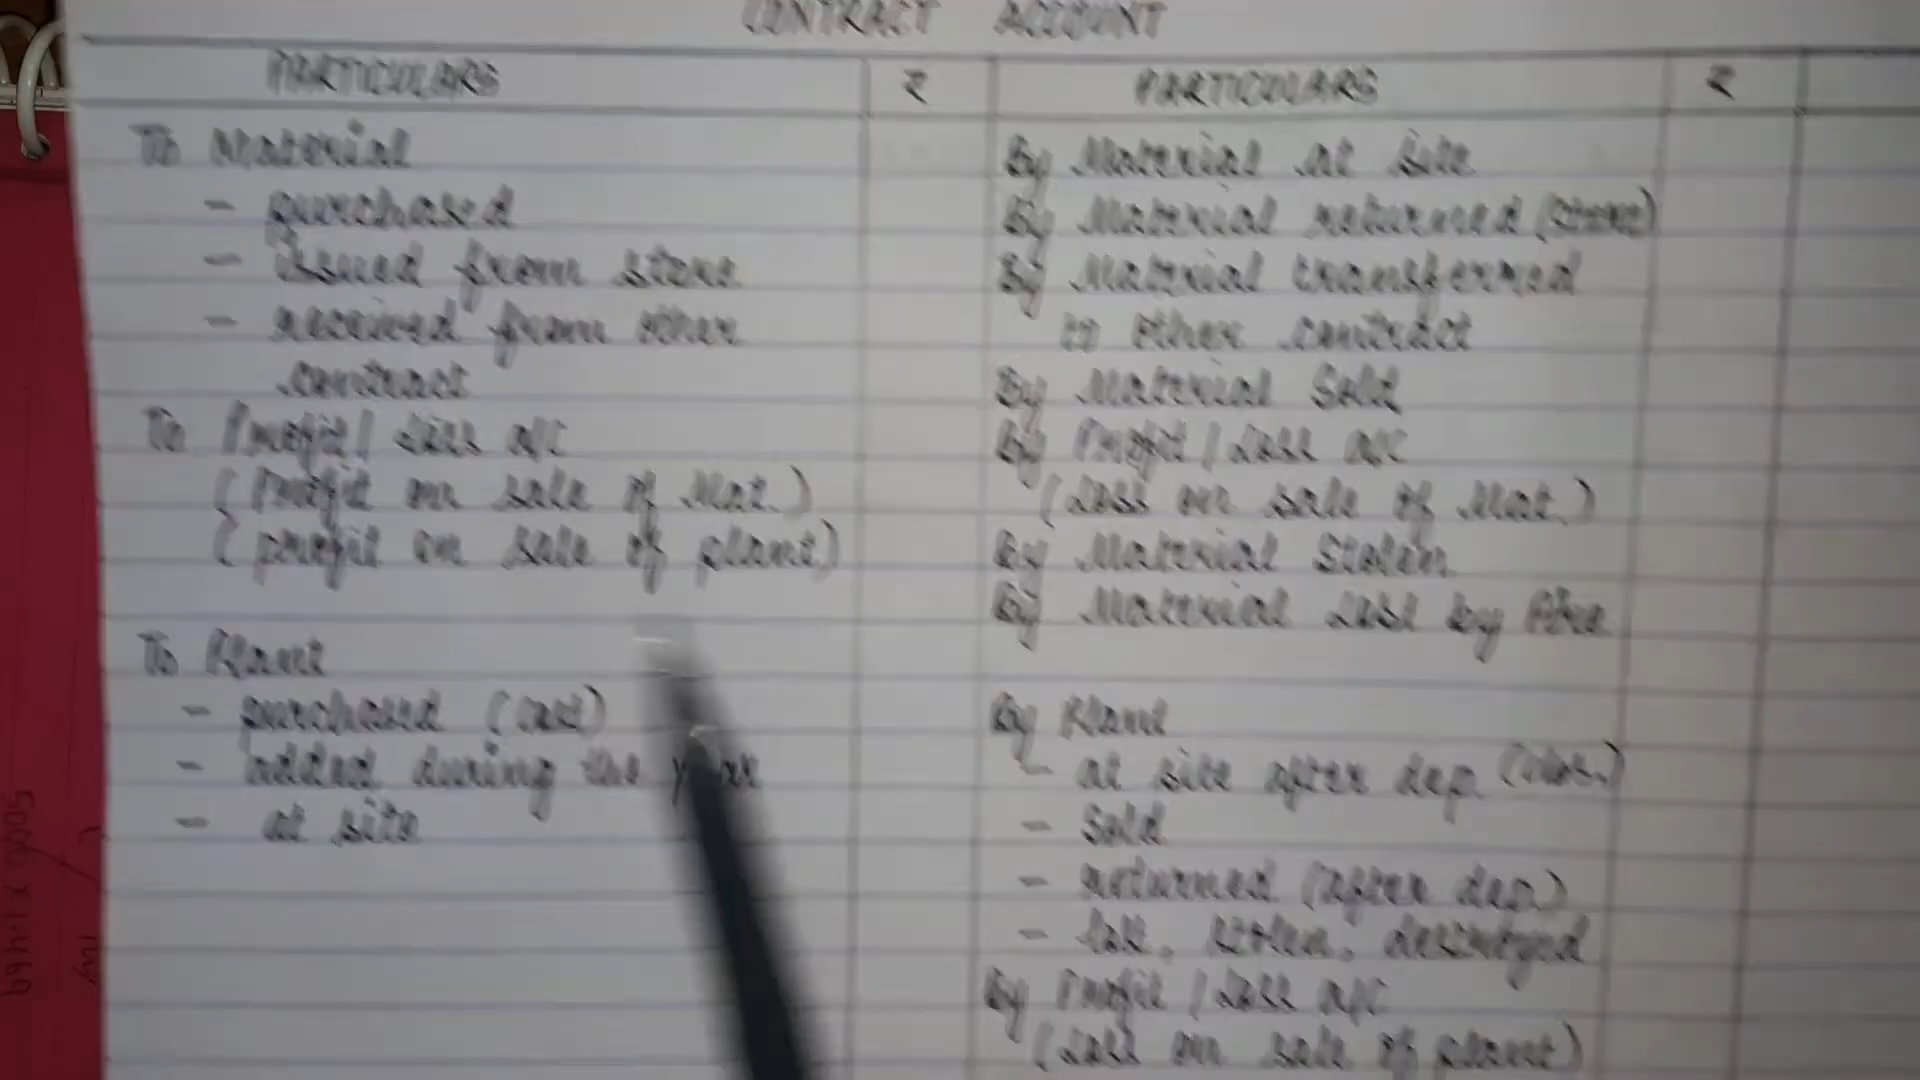 CONTRACT ACCOUNT
PARTICULARS ₹ PARTICULARS ₹
To Material
- purchased
- issued from store
- received from other
contract
To Profit / Loss a/c
(Profit on sale of Mat.)
(profit on sale of plant)
To Plant
- purchased (cost)
- added during the year
- at site
By Material at site
By Material returned (store)
By Material transferred
to other contract
By Material Sold
By Profit / Loss a/c
(Loss on sale of Mat.)
By Material Stolen
By Material Lost by Fire
By Plant
- at site after dep.
- Sold
- returned (after dep.)
- lost, stolen, destroyed
By Profit / Loss a/c
(Loss on sale of plant)